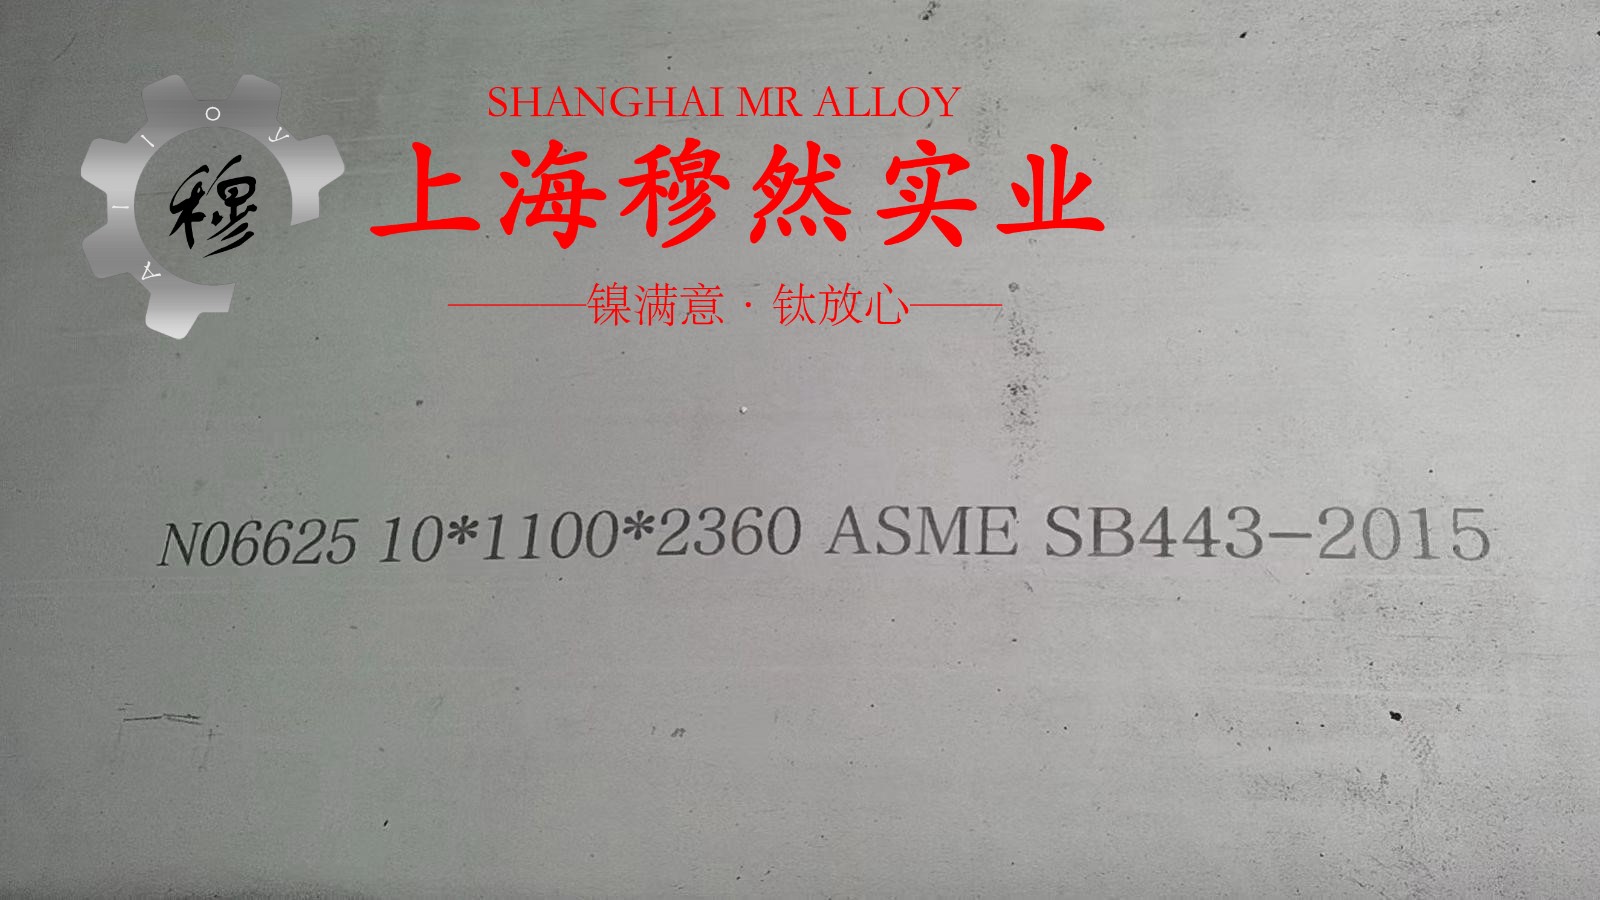 SHANGHAI MR ALLOY
上海穆然实业
镍满意·钛放心
穆
N06625 10*1100*2360 ASME SB443-2015